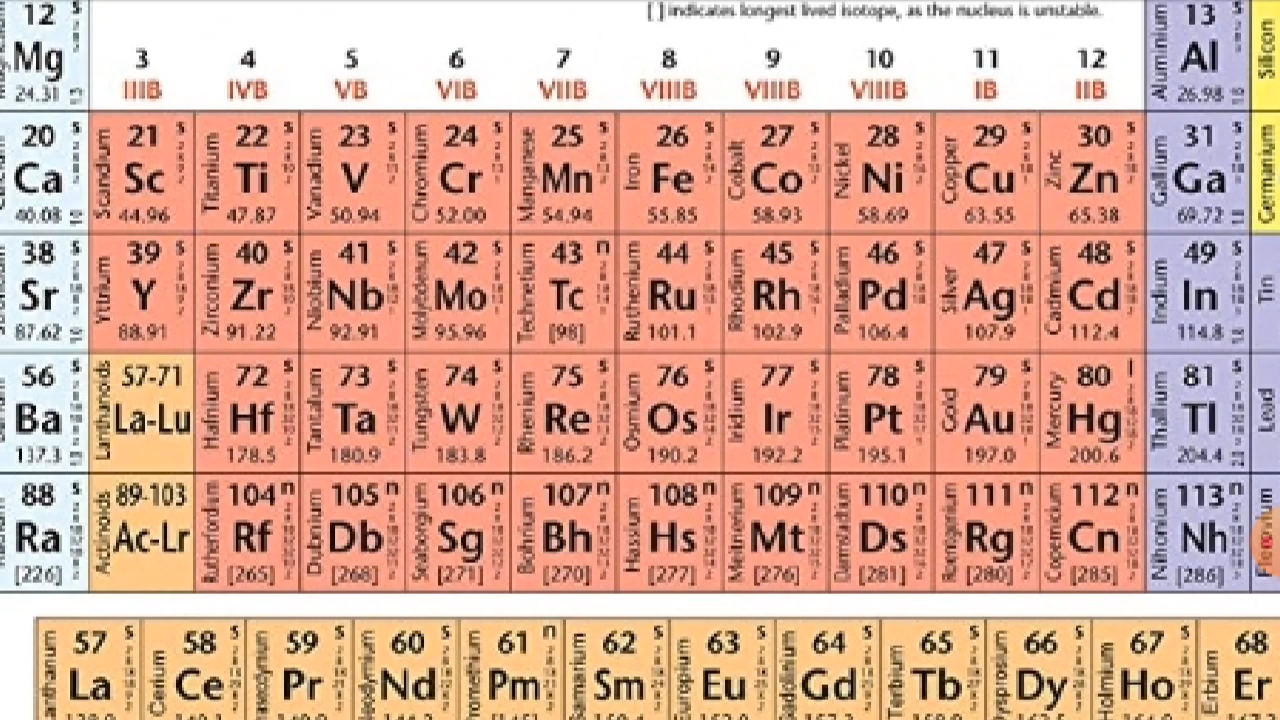 [ ] indicates longest lived isotope, as the nucleus is unstable.
12 s 13 s
Mg 3 4 5 6 7 8 9 10 11 12 Aluminium Al Silicon
24.31 IIIB IVB VB VIB VIIB VIIIB VIIIB VIIIB IB IIB 26.98
20 s 21 s 22 s 23 s 24 s 25 s 26 s 27 s 28 s 29 s 30 s 31 s
Ca Scandium Sc Titanium Ti Vanadium V Chromium Cr Manganese Mn Iron Fe Cobalt Co Nickel Ni Copper Cu Zinc Zn Gallium Ga Germanium
40.08 44.96 47.87 50.94 52.00 54.94 55.85 58.93 58.69 63.55 65.38 69.72
38 s 39 s 40 s 41 s 42 s 43 n 44 s 45 s 46 s 47 s 48 s 49 s
Sr Yttrium Y Zirconium Zr Niobium Nb Molybdenum Mo Technetium Tc Ruthenium Ru Rhodium Rh Palladium Pd Silver Ag Cadmium Cd Indium In Tin
87.62 88.91 91.22 92.91 95.96 [98] 101.1 102.9 106.4 107.9 112.4 114.8
56 s 57-71 72 s 73 s 74 s 75 s 76 s 77 s 78 s 79 s 80 l 81 s
Ba Lanthanoids La-Lu Hafnium Hf Tantalum Ta Tungsten W Rhenium Re Osmium Os Iridium Ir Platinum Pt Gold Au Mercury Hg Thallium Tl Lead
137.3 178.5 180.9 183.8 186.2 190.2 192.2 195.1 197.0 200.6 204.4
88 s 89-103 104 n 105 n 106 n 107 n 108 n 109 n 110 n 111 n 112 n 113 n
Ra Actinoids Ac-Lr Rutherfordium Rf Dubnium Db Seaborgium Sg Bohrium Bh Hassium Hs Meitnerium Mt Darmstadtium Ds Roentgenium Rg Copernicium Cn Nihonium Nh
[226] [265] [268] [271] [270] [277] [276] [281] [280] [285] [286]
57 s 58 s 59 s 60 s 61 n 62 s 63 s 64 s 65 s 66 s 67 s 68
La Cerium Ce Pr Nd Pm Sm Europium Eu Gd Terbium Tb Dy Holmium Ho Erbium Er